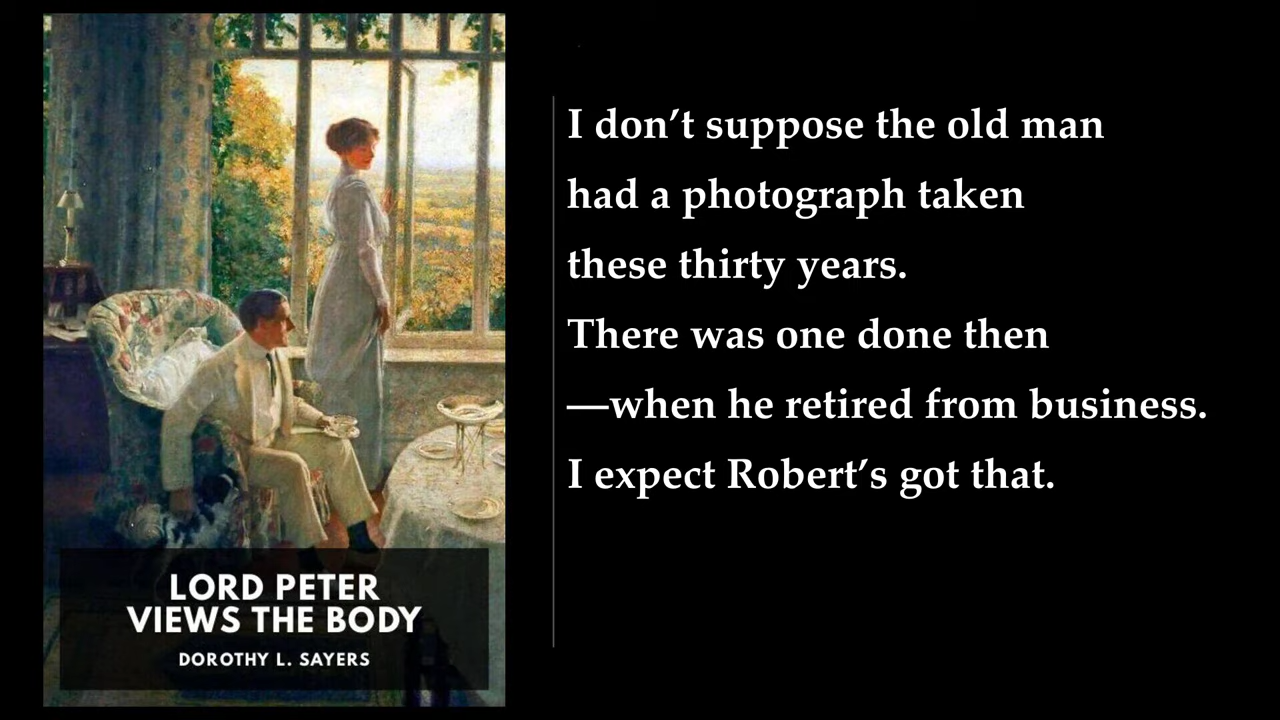 I don’t suppose the old man
had a photograph taken
these thirty years.
There was one done then
—when he retired from business.
I expect Robert’s got that.
LORD PETER
VIEWS THE BODY
DOROTHY L. SAYERS